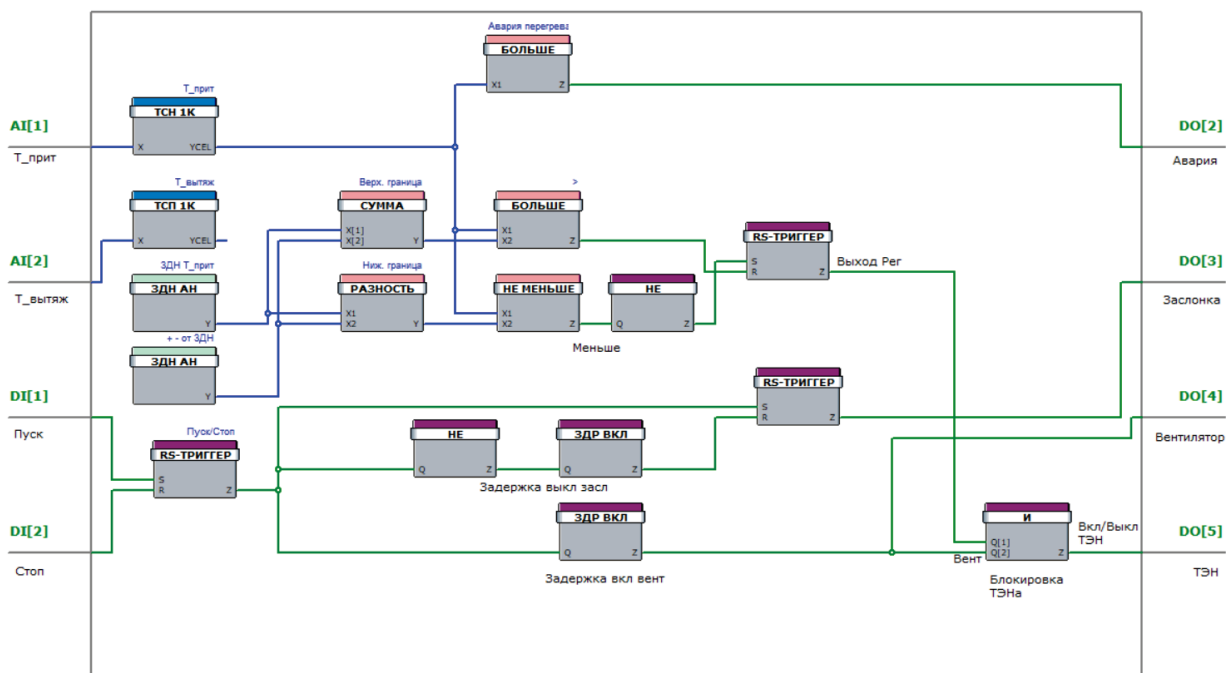 Авария перегрева
БОЛЬШЕ
X1 Z
Т_прит
ТСН 1К
X YCEL
AI[1]
Т_прит
DO[2]
Авария
Т_вытяж
ТСП 1К
X YCEL
Верх. граница
СУММА
X[1]
X[2] Y
>
БОЛЬШЕ
X1
X2 Z
RS-ТРИГГЕР
S
R Z
Выход Рег
AI[2]
Т_вытяж
ЗДН Т_прит
ЗДН АН
Y
Ниж. граница
РАЗНОСТЬ
X1
X2 Y
НЕ МЕНЬШЕ
X1
X2 Z
Меньше
НЕ
Q Z
DO[3]
Заслонка
+ - от ЗДН
ЗДН АН
Y
RS-ТРИГГЕР
S
R Z
DI[1]
Пуск
DO[4]
Вентилятор
Пуск/Стоп
RS-ТРИГГЕР
S
R Z
НЕ
Q Z
ЗДР ВКЛ
Q Z
Задержка выкл засл
DI[2]
Стоп
ЗДР ВКЛ
Q Z
Задержка вкл вент
И
Q[1]
Q[2] Z
Вент
Блокировка
ТЭНа
Вкл/Выкл
ТЭН
DO[5]
ТЭН